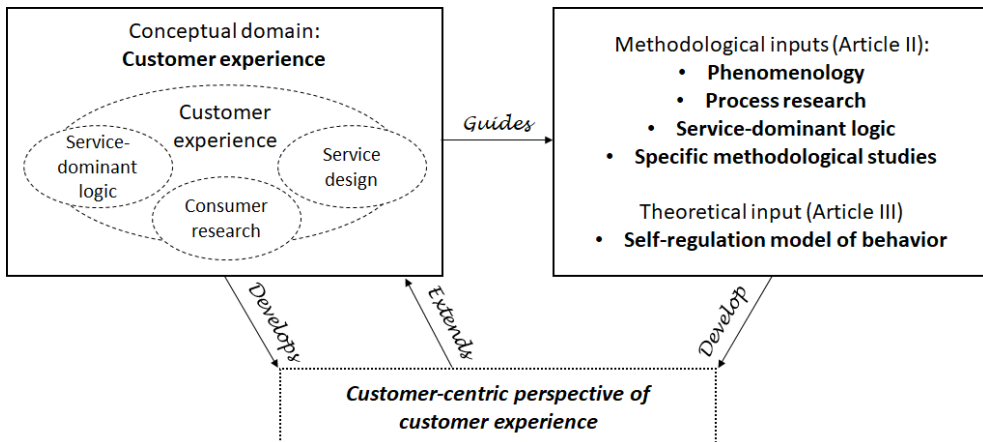 Conceptual domain:
Customer experience
Customer
experience
Service-
dominant
logic
Service
design
Consumer
research
Guides
Methodological inputs (Article II):
• Phenomenology
• Process research
• Service-dominant logic
• Specific methodological studies
Theoretical input (Article III)
• Self-regulation model of behavior
Develops
Extends
Develop
Customer-centric perspective of
customer experience